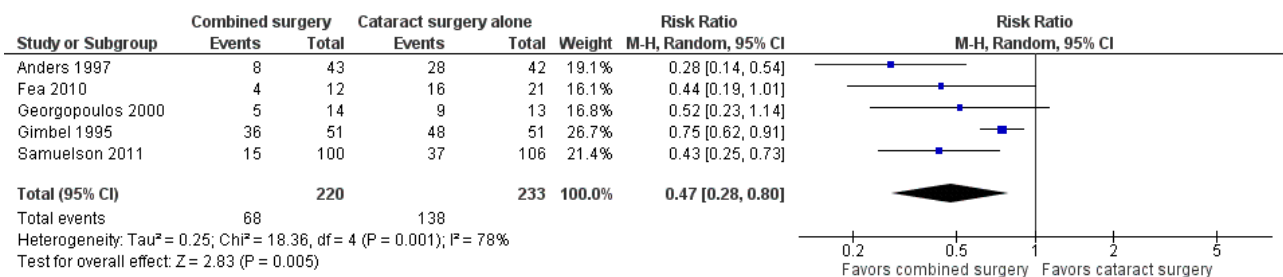 Combined surgery Cataract surgery alone Risk Ratio Risk Ratio
Study or Subgroup Events Total Events Total Weight M-H, Random, 95% CI M-H, Random, 95% CI
Anders 1997 8 43 28 42 19.1% 0.28 [0.14, 0.54]
Fea 2010 4 12 16 21 16.1% 0.44 [0.19, 1.01]
Georgopoulos 2000 5 14 9 13 16.8% 0.52 [0.23, 1.14]
Gimbel 1995 36 51 48 51 26.7% 0.75 [0.62, 0.91]
Samuelson 2011 15 100 37 106 21.4% 0.43 [0.25, 0.73]
Total (95% CI) 220 233 100.0% 0.47 [0.28, 0.80]
Total events 68 138
Heterogeneity: Tau² = 0.25; Chi² = 18.36, df = 4 (P = 0.001); I² = 78%
Test for overall effect: Z = 2.83 (P = 0.005)
0.2 0.5 1 2 5
Favors combined surgery Favors cataract surgery